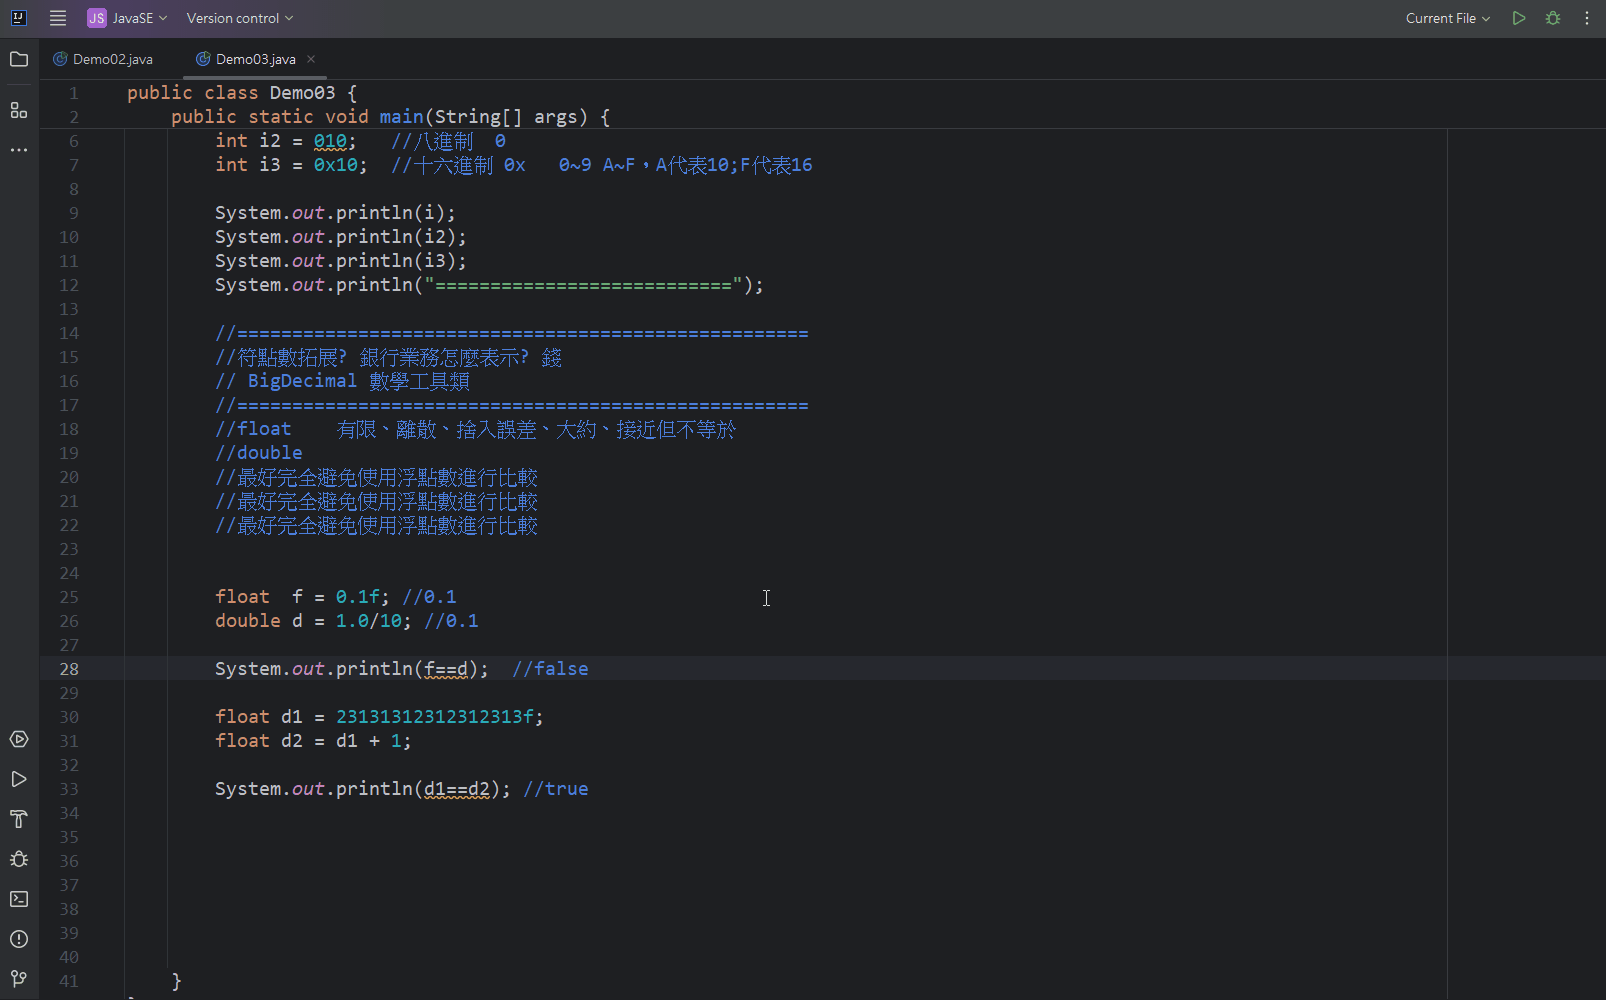 IJ JS JavaSE Version control Current File
Demo02.java Demo03.java
1 public class Demo03 {
2 public static void main(String[] args) {
6 int i2 = 010; //八進制 0
7 int i3 = 0x10; //十六進制 0x 0~9 A~F，A代表10;F代表16
8
9 System.out.println(i);
10 System.out.println(i2);
11 System.out.println(i3);
12 System.out.println("===========================");
13
14 //====================================================
15 //符點數拓展? 銀行業務怎麼表示? 錢
16 // BigDecimal 數學工具類
17 //====================================================
18 //float 有限、離散、捨入誤差、大約、接近但不等於
19 //double
20 //最好完全避免使用浮點數進行比較
21 //最好完全避免使用浮點數進行比較
22 //最好完全避免使用浮點數進行比較
23
24
25 float f = 0.1f; //0.1
26 double d = 1.0/10; //0.1
27
28 System.out.println(f==d); //false
29
30 float d1 = 23131312312312313f;
31 float d2 = d1 + 1;
32
33 System.out.println(d1==d2); //true
34
35
36
37
38
39
40
41 }